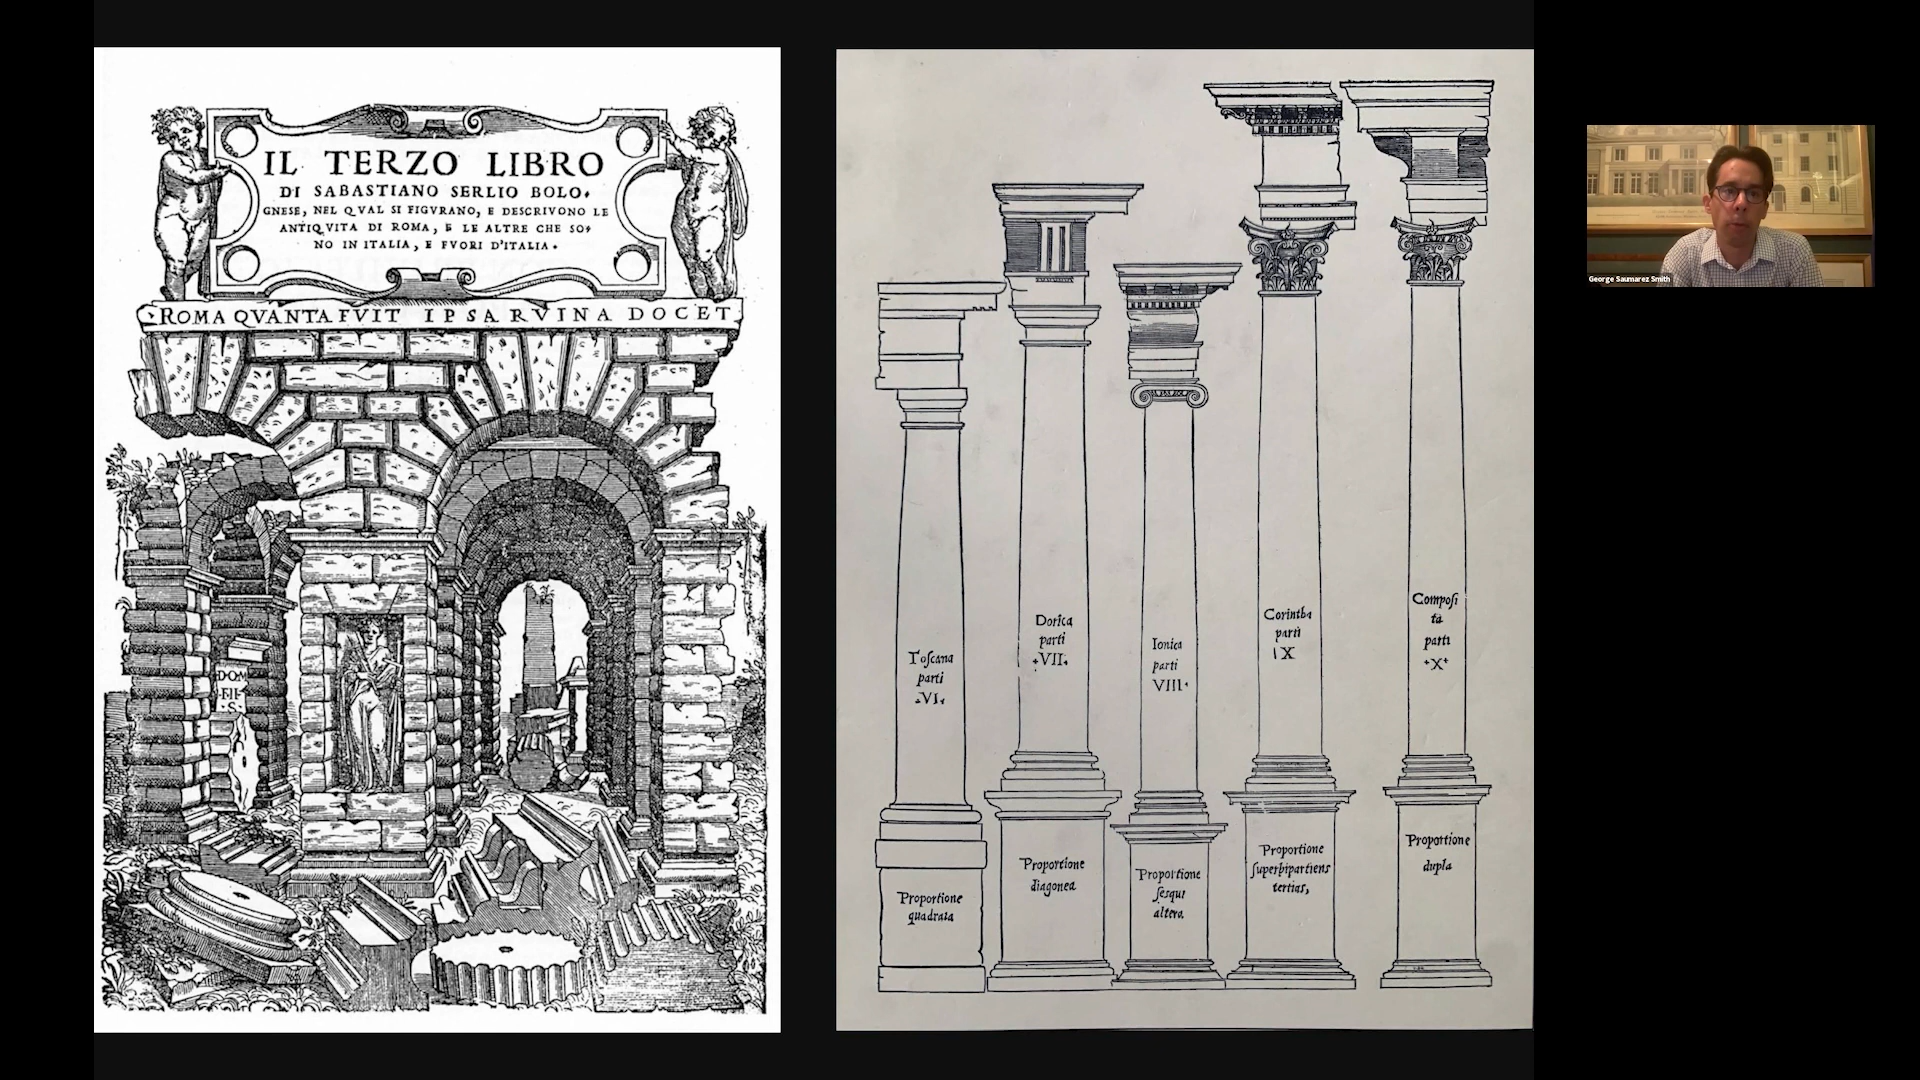 IL TERZO LIBRO
DI SABASTIANO SERLIO BOLO,
GNESE, NEL QVAL SI FIGVRANO, E DESCRIVONO LE
ANTIQVITA DI ROMA, E LE ALTRE CHE SO,
NO IN ITALIA, E FVORI D'ITALIA.
ROMA QVANTA FVIT IPSA RVINA DOCET
DOM
Toscana
parti
.VI.
Proportione
quadrata
Dorica
parti
.VII.
Proportione
diagonea
Ionica
parti
VIII.
Proportione
sesqui
altera.
Corintha
parti
IX
Proportione
superbipartiens
tertias,
Composi
ta
parti
.X.
Proportione
dupla
George Saumarez Smith